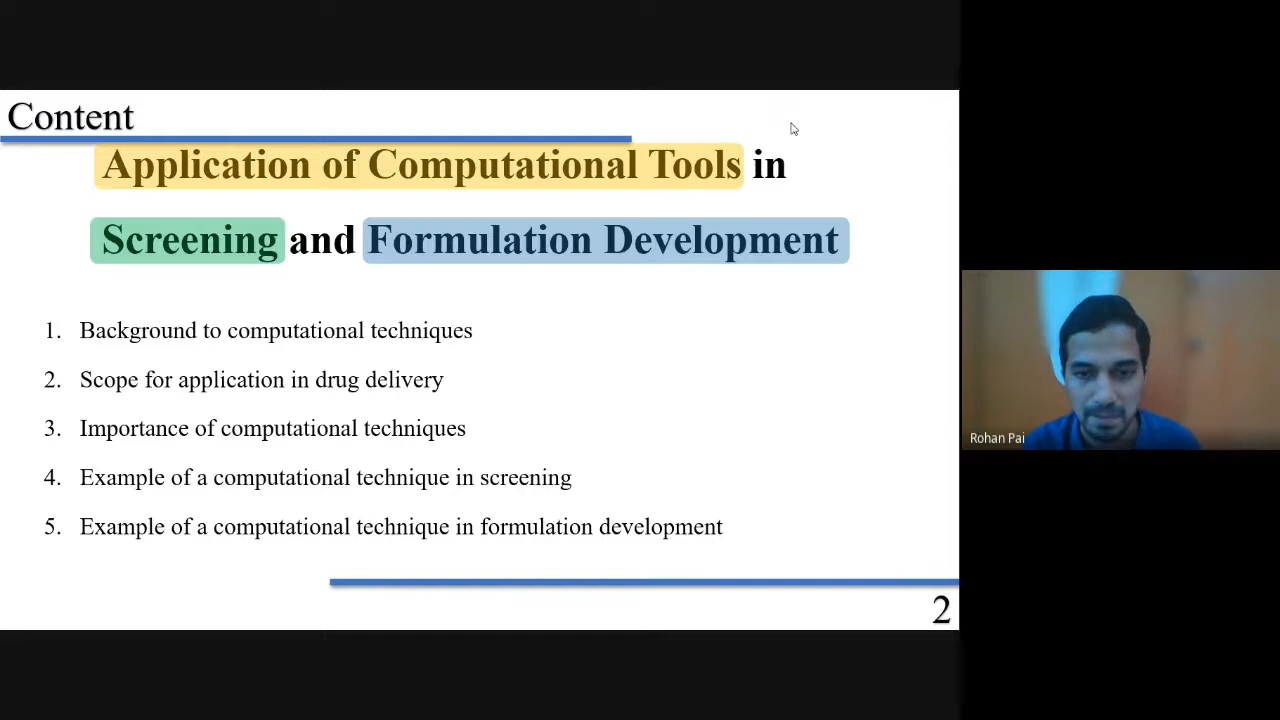 Content
Application of Computational Tools in
Screening and Formulation Development
1. Background to computational techniques
2. Scope for application in drug delivery
3. Importance of computational techniques
4. Example of a computational technique in screening
5. Example of a computational technique in formulation development
2
Rohan Pai